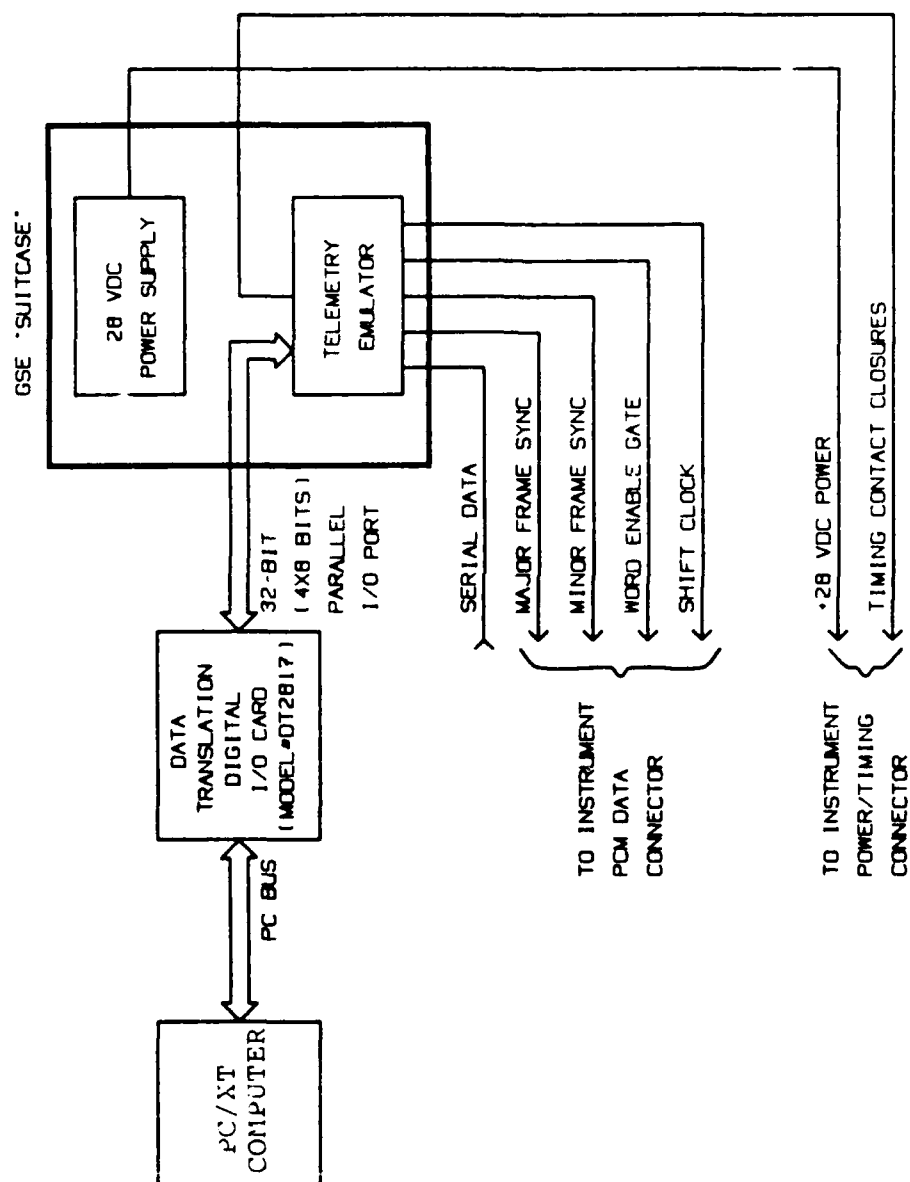 GSE "SUITCASE"
28 VDC
POWER SUPPLY
TELEMETRY
EMULATOR
32-BIT
(4X8 BITS)
PARALLEL
I/O PORT
DATA
TRANSLATION
DIGITAL
I/O CARD
(MODEL#DT2817)
PC BUS
PC/XT
COMPUTER
SERIAL DATA
MAJOR FRAME SYNC
MINOR FRAME SYNC
WORD ENABLE GATE
SHIFT CLOCK
TO INSTRUMENT
PCM DATA
CONNECTOR
+28 VDC POWER
TIMING CONTACT CLOSURES
TO INSTRUMENT
POWER/TIMING
CONNECTOR